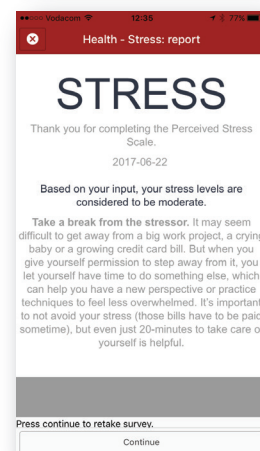 Vodacom 12:35 77%
Health - Stress: report
STRESS
Thank you for completing the Perceived Stress
Scale.
2017-06-22
Based on your input, your stress levels are
considered to be moderate.
Take a break from the stressor. It may seem
difficult to get away from a big work project, a crying
baby or a growing credit card bill. But when you
give yourself permission to step away from it, you
let yourself have time to do something else, which
can help you have a new perspective or practice
techniques to feel less overwhelmed. It's important
to not avoid your stress (those bills have to be paid
sometime), but even just 20-minutes to take care o
yourself is helpful.
Press continue to retake survey.
Continue